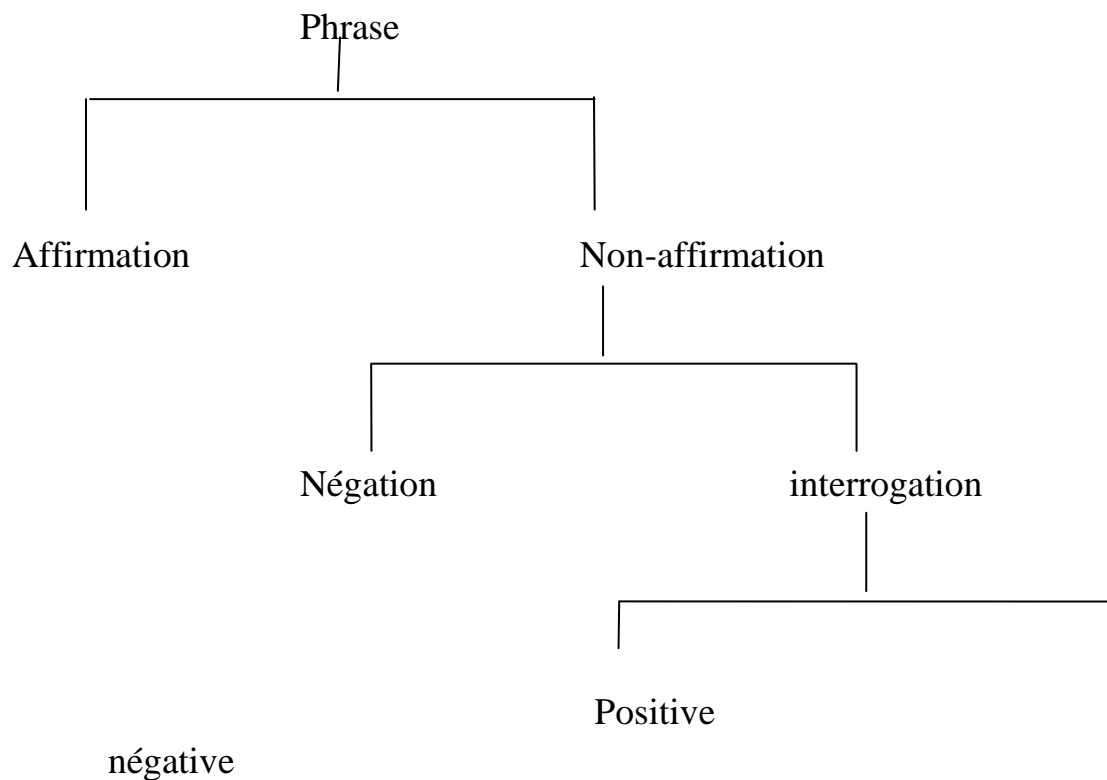 Phrase
Affirmation Non-affirmation
Négation interrogation
Positive
négative